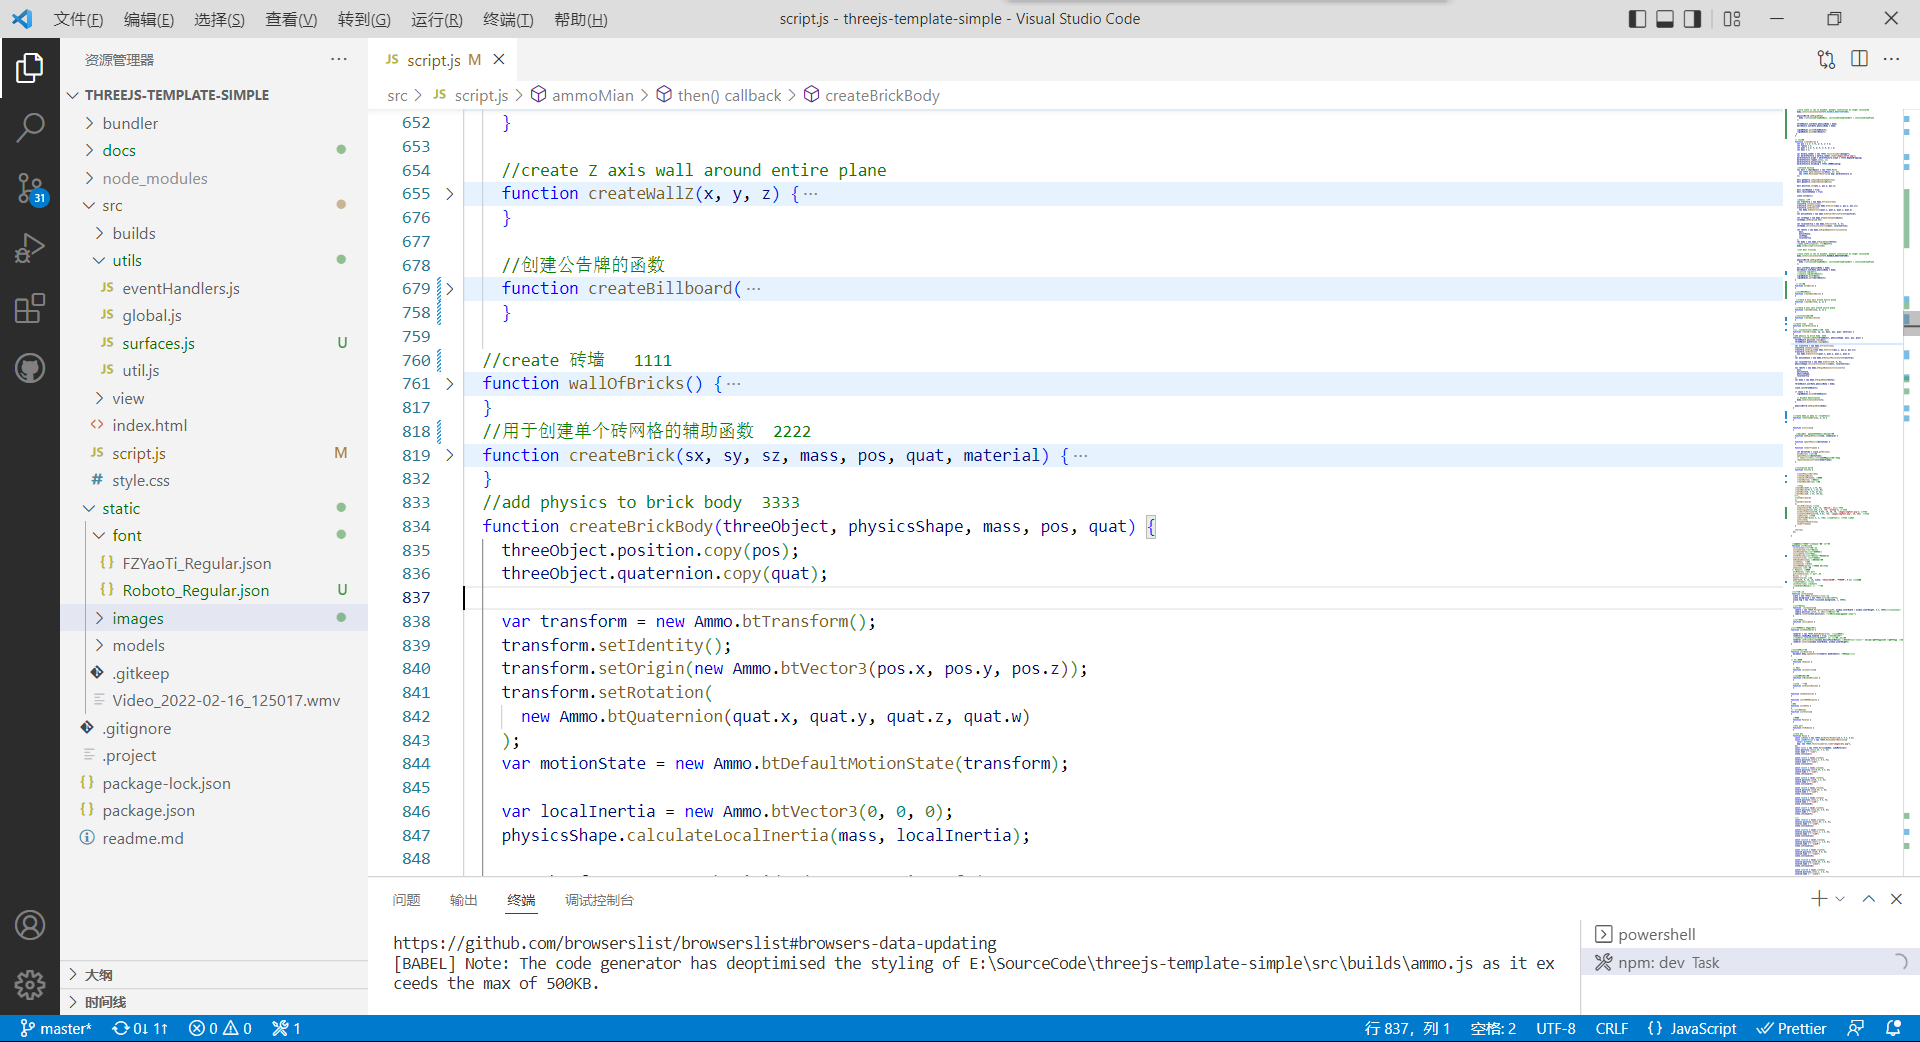 文件(F) 编辑(E) 选择(S) 查看(V) 转到(G) 运行(R) 终端(T) 帮助(H) script.js - threejs-template-simple - Visual Studio Code
资源管理器 ···
THREEJS-TEMPLATE-SIMPLE
bundler
docs
node_modules
src
builds
utils
JS eventHandlers.js
JS global.js
JS surfaces.js U
JS util.js
view
<> index.html
JS script.js M
# style.css
static
font
{} FZYaoTi_Regular.json
{} Roboto_Regular.json U
images
models
.gitkeep
Video_2022-02-16_125017.wmv
.gitignore
.project
{} package-lock.json
{} package.json
readme.md
大纲
时间线
31
JS script.js M
src > JS script.js > ammoMian > then() callback > createBrickBody
652 }
653
654 //create Z axis wall around entire plane
655 function createWallZ(x, y, z) {···
676 }
677
678 //创建公告牌的函数
679 function createBillboard(···
758 }
759
760 //create 砖墙   1111
761 function wallOfBricks() {···
817 }
818 //用于创建单个砖网格的辅助函数  2222
819 function createBrick(sx, sy, sz, mass, pos, quat, material) {···
832 }
833 //add physics to brick body  3333
834 function createBrickBody(threeObject, physicsShape, mass, pos, quat) {
835 threeObject.position.copy(pos);
836 threeObject.quaternion.copy(quat);
837
838 var transform = new Ammo.btTransform();
839 transform.setIdentity();
840 transform.setOrigin(new Ammo.btVector3(pos.x, pos.y, pos.z));
841 transform.setRotation(
842 new Ammo.btQuaternion(quat.x, quat.y, quat.z, quat.w)
843 );
844 var motionState = new Ammo.btDefaultMotionState(transform);
845
846 var localInertia = new Ammo.btVector3(0, 0, 0);
847 physicsShape.calculateLocalInertia(mass, localInertia);
848
问题 输出 终端 调试控制台
https://github.com/browserslist/browserslist#browsers-data-updating
[BABEL] Note: The code generator has deoptimised the styling of E:\SourceCode\threejs-template-simple\src\builds\ammo.js as it ex
ceeds the max of 500KB.
powershell
npm: dev Task
master* 0↓ 1↑ 0 0 1 行 837, 列 1 空格: 2 UTF-8 CRLF {} JavaScript Prettier